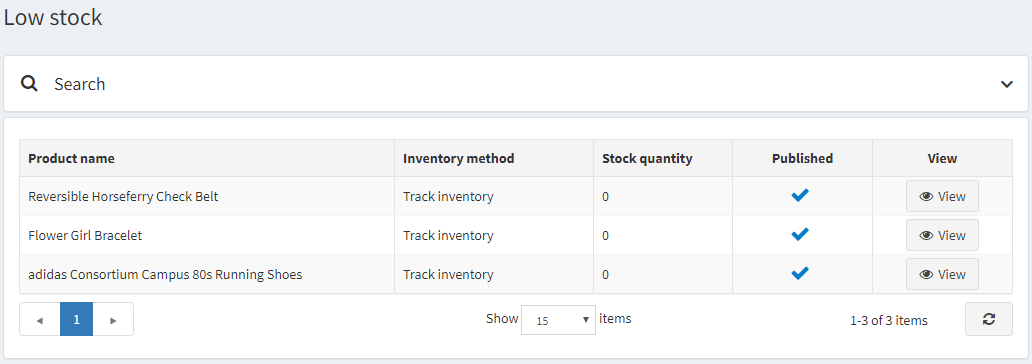 Low stock
Search
Product name Inventory method Stock quantity Published View
Reversible Horseferry Check Belt Track inventory 0 View
Flower Girl Bracelet Track inventory 0 View
adidas Consortium Campus 80s Running Shoes Track inventory 0 View
1 Show 15 items 1-3 of 3 items